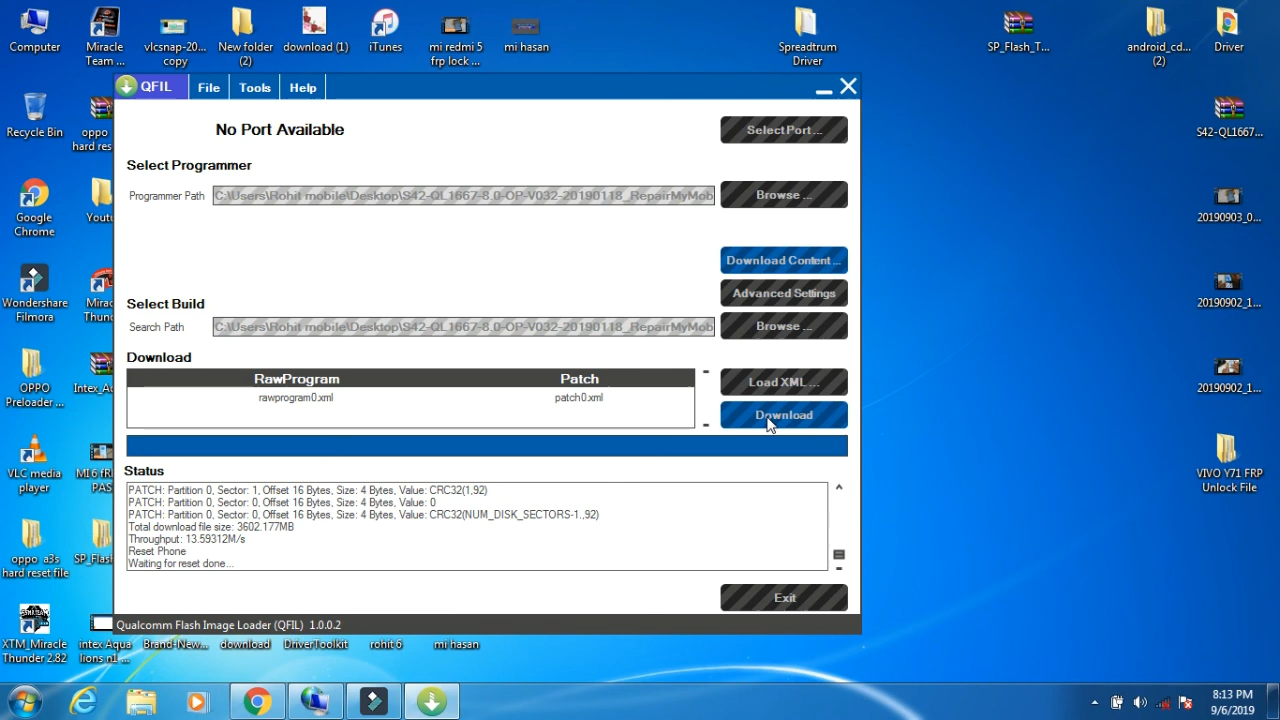 Computer
Miracle
Team ...
vlcsnap-20...
copy
New folder
(2)
download (1)
iTunes
mi redmi 5
frp lock ...
mi hasan
Spreadtrum
Driver
SP_Flash_T...
android_cd...
(2)
Driver
QFIL
File
Tools
Help
No Port Available
Select Port ...
Select Programmer
Programmer Path
C:\Users\Rohit mobile\Desktop\S42-QL1667-8.0-OP-V032-20190118_RepairMyMob
Browse ...
Download Content ...
Advanced Settings
Select Build
Search Path
C:\Users\Rohit mobile\Desktop\S42-QL1667-8.0-OP-V032-20190118_RepairMyMob
Browse ...
Download
RawProgram
Patch
Load XML ...
rawprogram0.xml
patch0.xml
Download
Status
PATCH: Partition 0, Sector: 1, Offset 16 Bytes, Size: 4 Bytes, Value: CRC32(1,92)
PATCH: Partition 0, Sector: 0, Offset 16 Bytes, Size: 4 Bytes, Value: 0
PATCH: Partition 0, Sector: 0, Offset 16 Bytes, Size: 4 Bytes, Value: CRC32(NUM_DISK_SECTORS-1.,92)
Total download file size: 3602.177MB
Throughput: 13.59312M/s
Reset Phone
Waiting for reset done...
Exit
Qualcomm Flash Image Loader (QFIL)   1.0.0.2
Recycle Bin
oppo
hard res
Google
Chrome
Yout
Wondershare
Filmora
Mirac
Thun
OPPO
Preloader ...
Intex_Ao
VLC media
player
MI 6 fR
PAS
oppo a3s
hard reset file
SP_Flash
XTM_Miracle
Thunder 2.82
intex Aqua
lions n1 ...
Brand-New...
download
DriverToolkit
rohit 6
mi hasan
S42-QL1667...
20190903_0...
20190902_1...
20190902_1...
VIVO Y71 FRP
Unlock File
8:13 PM
9/6/2019